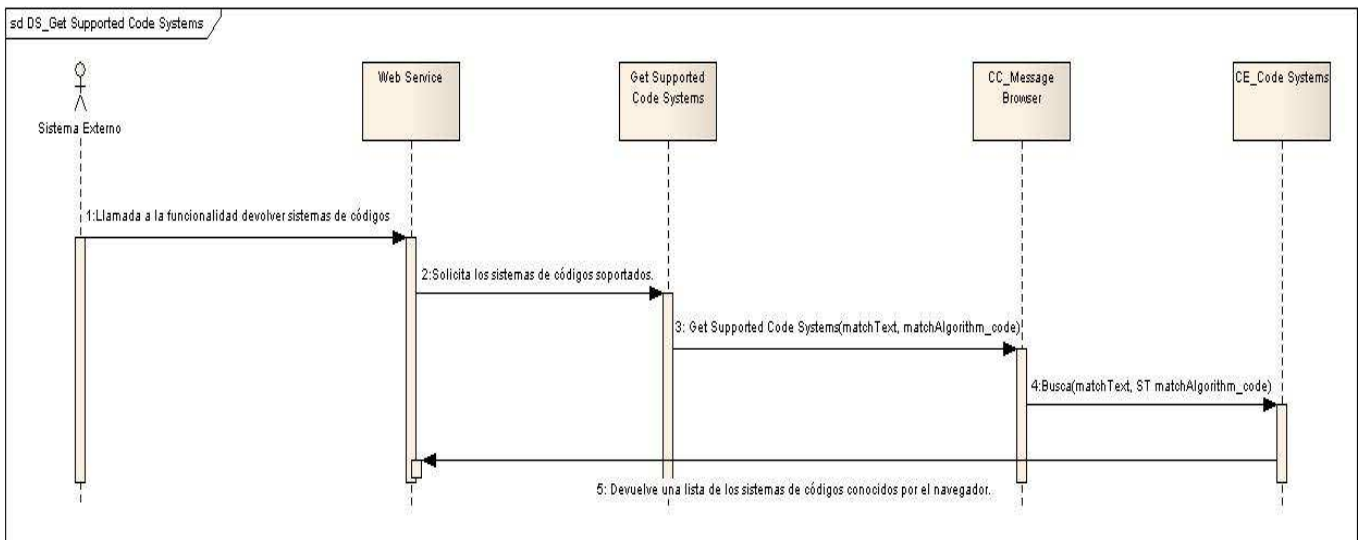 sd DS_Get Supported Code Systems
Sistema Externo
Web Service
Get Supported
Code Systems
CC_Message
Browser
CE_Code Systems
1:Llamada a la funcionalidad devolver sistemas de códigos
2:Solicita los sistemas de códigos soportados.
3: Get Supported Code Systems(matchText, matchAlgorithm_code)
4:Busca(matchText, ST matchAlgorithm_code)
5: Devuelve una lista de los sistemas de códigos conocidos por el navegador.